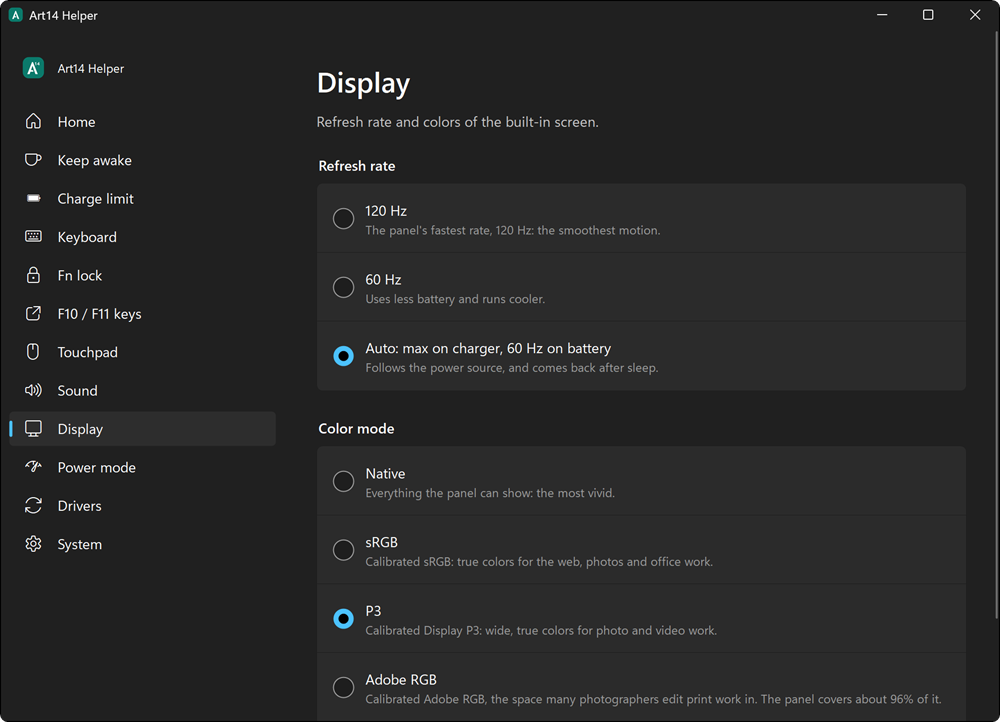 Art14 Helper
Art14 Helper
Home
Keep awake
Charge limit
Keyboard
Fn lock
F10 / F11 keys
Touchpad
Sound
Display
Power mode
Drivers
System
Display
Refresh rate and colors of the built-in screen.
Refresh rate
120 Hz
The panel's fastest rate, 120 Hz: the smoothest motion.
60 Hz
Uses less battery and runs cooler.
Auto: max on charger, 60 Hz on battery
Follows the power source, and comes back after sleep.
Color mode
Native
Everything the panel can show: the most vivid.
sRGB
Calibrated sRGB: true colors for the web, photos and office work.
P3
Calibrated Display P3: wide, true colors for photo and video work.
Adobe RGB
Calibrated Adobe RGB, the space many photographers edit print work in. The panel covers about 96% of it.